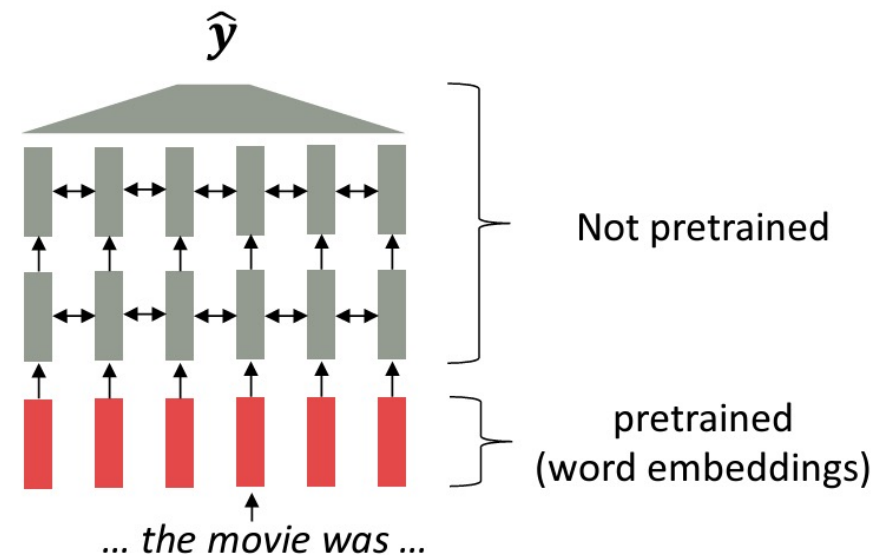 ŷ
Not pretrained
pretrained
(word embeddings)
... the movie was ...